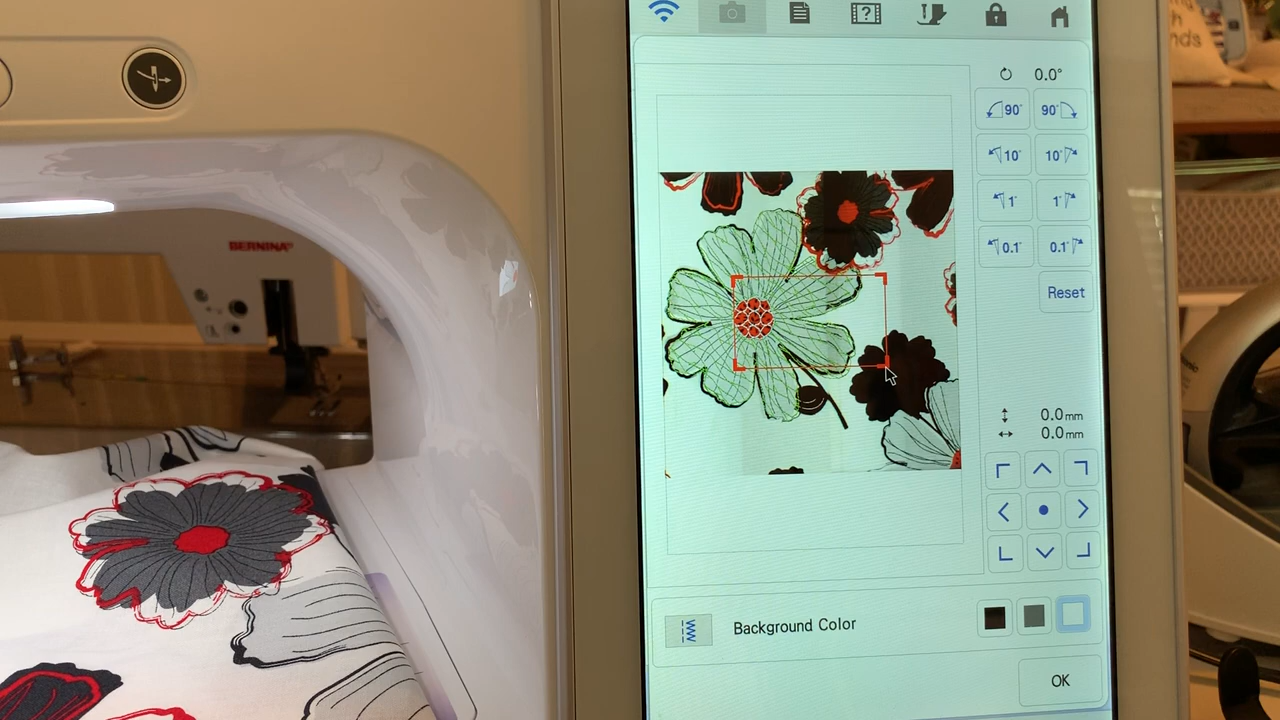 0.0°
90° 90°
10° 10°
1° 1°
0.1° 0.1°
Reset
0.0mm
0.0mm
Background Color
OK
BERNINA
nds